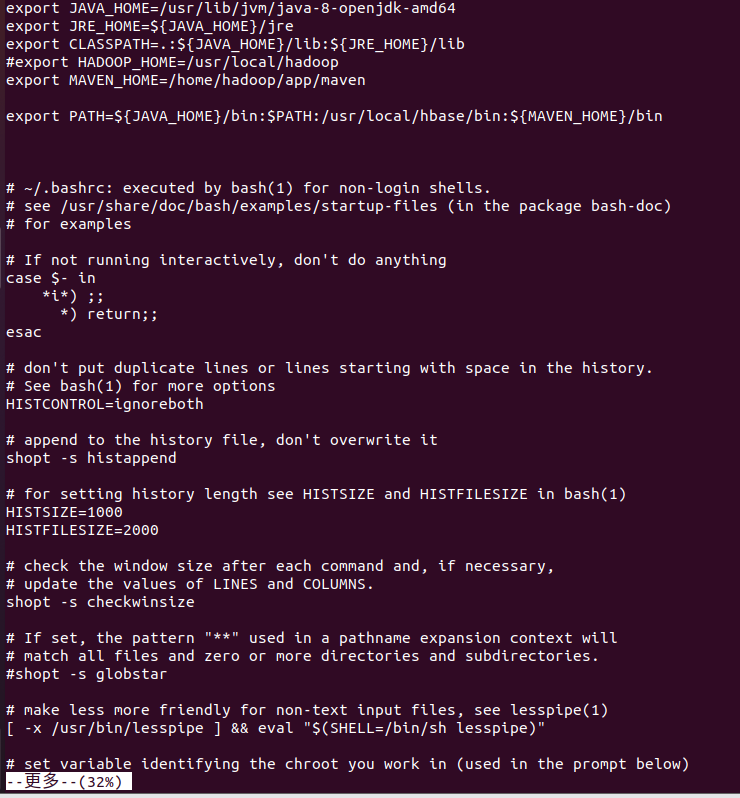 export JAVA_HOME=/usr/lib/jvm/java-8-openjdk-amd64
export JRE_HOME=${JAVA_HOME}/jre
export CLASSPATH=.:${JAVA_HOME}/lib:${JRE_HOME}/lib
#export HADOOP_HOME=/usr/local/hadoop
export MAVEN_HOME=/home/hadoop/app/maven

export PATH=${JAVA_HOME}/bin:$PATH:/usr/local/hbase/bin:${MAVEN_HOME}/bin

# ~/.bashrc: executed by bash(1) for non-login shells.
# see /usr/share/doc/bash/examples/startup-files (in the package bash-doc)
# for examples

# If not running interactively, don't do anything
case $- in
    *i*) ;;
      *) return;;
esac

# don't put duplicate lines or lines starting with space in the history.
# See bash(1) for more options
HISTCONTROL=ignoreboth

# append to the history file, don't overwrite it
shopt -s histappend

# for setting history length see HISTSIZE and HISTFILESIZE in bash(1)
HISTSIZE=1000
HISTFILESIZE=2000

# check the window size after each command and, if necessary,
# update the values of LINES and COLUMNS.
shopt -s checkwinsize

# If set, the pattern "**" used in a pathname expansion context will
# match all files and zero or more directories and subdirectories.
#shopt -s globstar

# make less more friendly for non-text input files, see lesspipe(1)
[ -x /usr/bin/lesspipe ] && eval "$(SHELL=/bin/sh lesspipe)"

# set variable identifying the chroot you work in (used in the prompt below)
--更多--(32%)